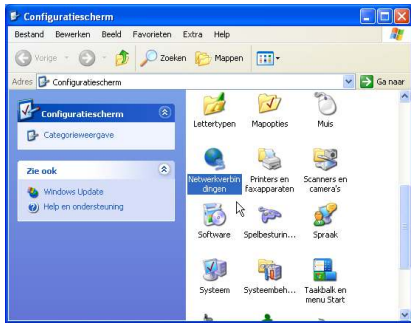 Configuratiescherm
Bestand Bewerken Beeld Favorieten Extra Help
Vorige Zoeken Mappen
Adres Configuratiescherm Ga naar
Configuratiescherm
Categorieweergave
Zie ook
Windows Update
Help en ondersteuning
Lettertypen Mapopties Muis
Netwerkverbin
dingen
Printers en
faxapparaten
Scanners en
camera's
Software Spelbesturin... Spraak
Systeem Systeembeh... Taakbalk en
menu Start